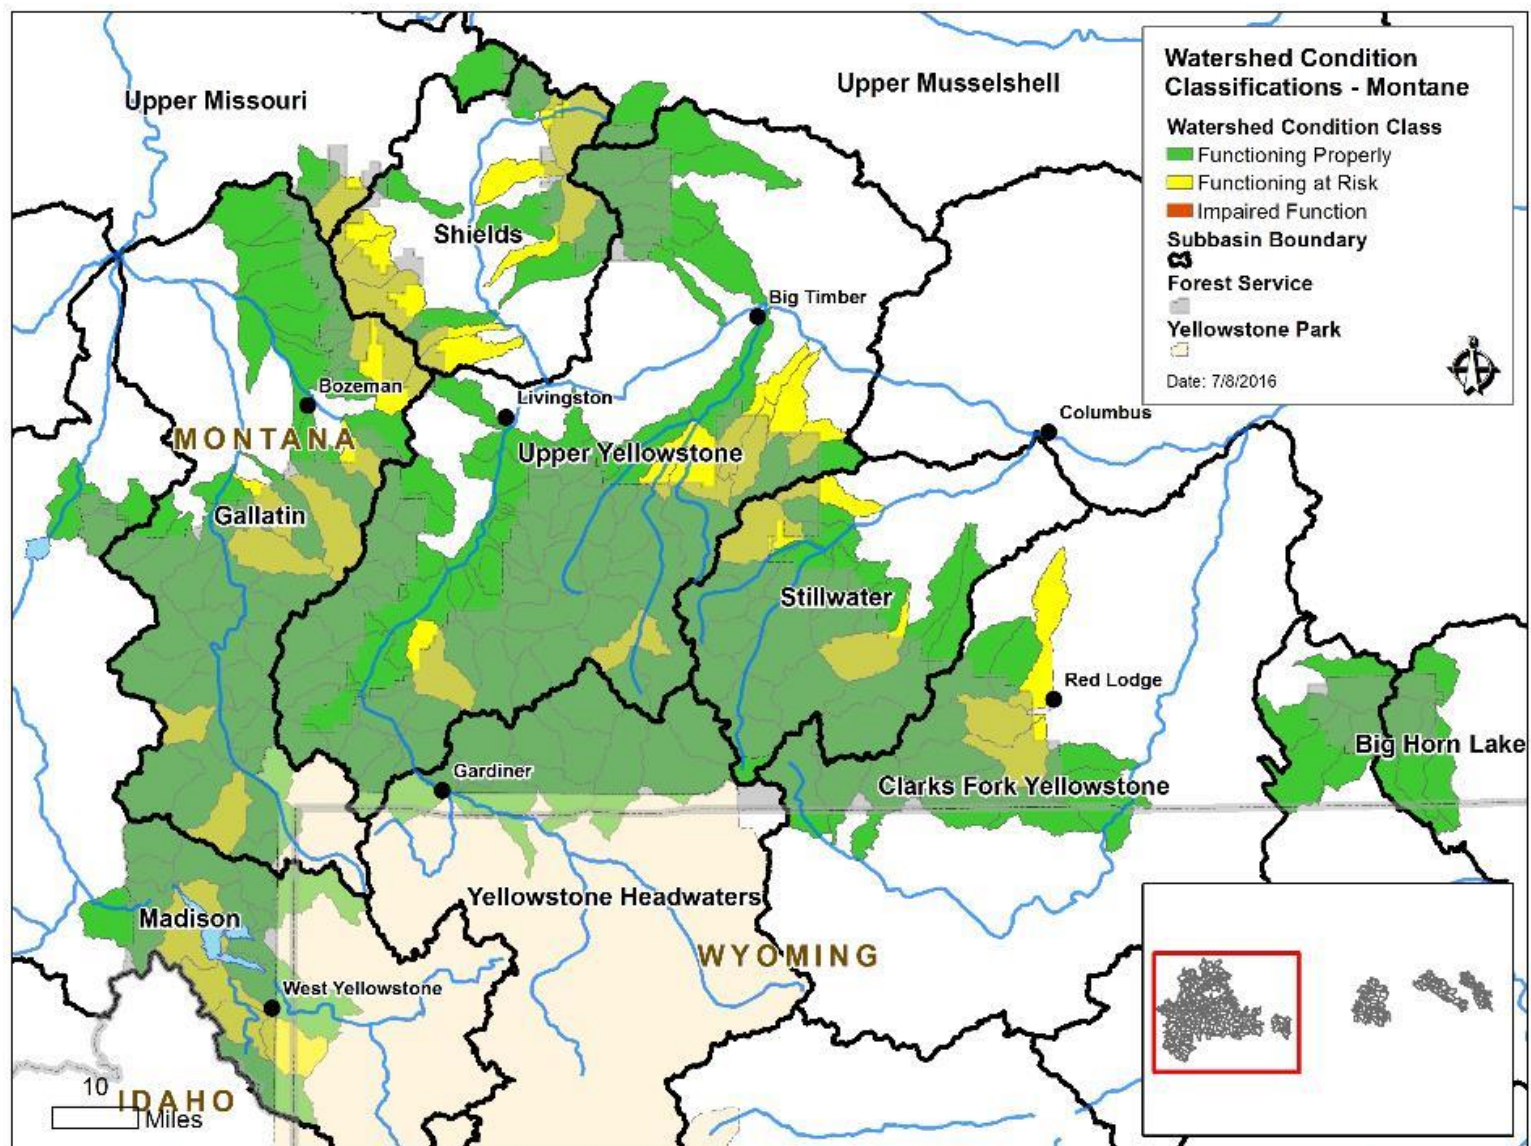 Upper Missouri
Upper Musselshell
Watershed Condition
Classifications - Montane
Watershed Condition Class
Functioning Properly
Functioning at Risk
Impaired Function
Subbasin Boundary
Forest Service
Yellowstone Park
Date: 7/8/2016
Shields
Big Timber
Bozeman
Livingston
Columbus
MONTANA
Upper Yellowstone
Gallatin
Stillwater
Red Lodge
Big Horn Lake
Gardiner
Clarks Fork Yellowstone
Yellowstone Headwaters
Madison
WYOMING
West Yellowstone
10
IDAHO
Miles